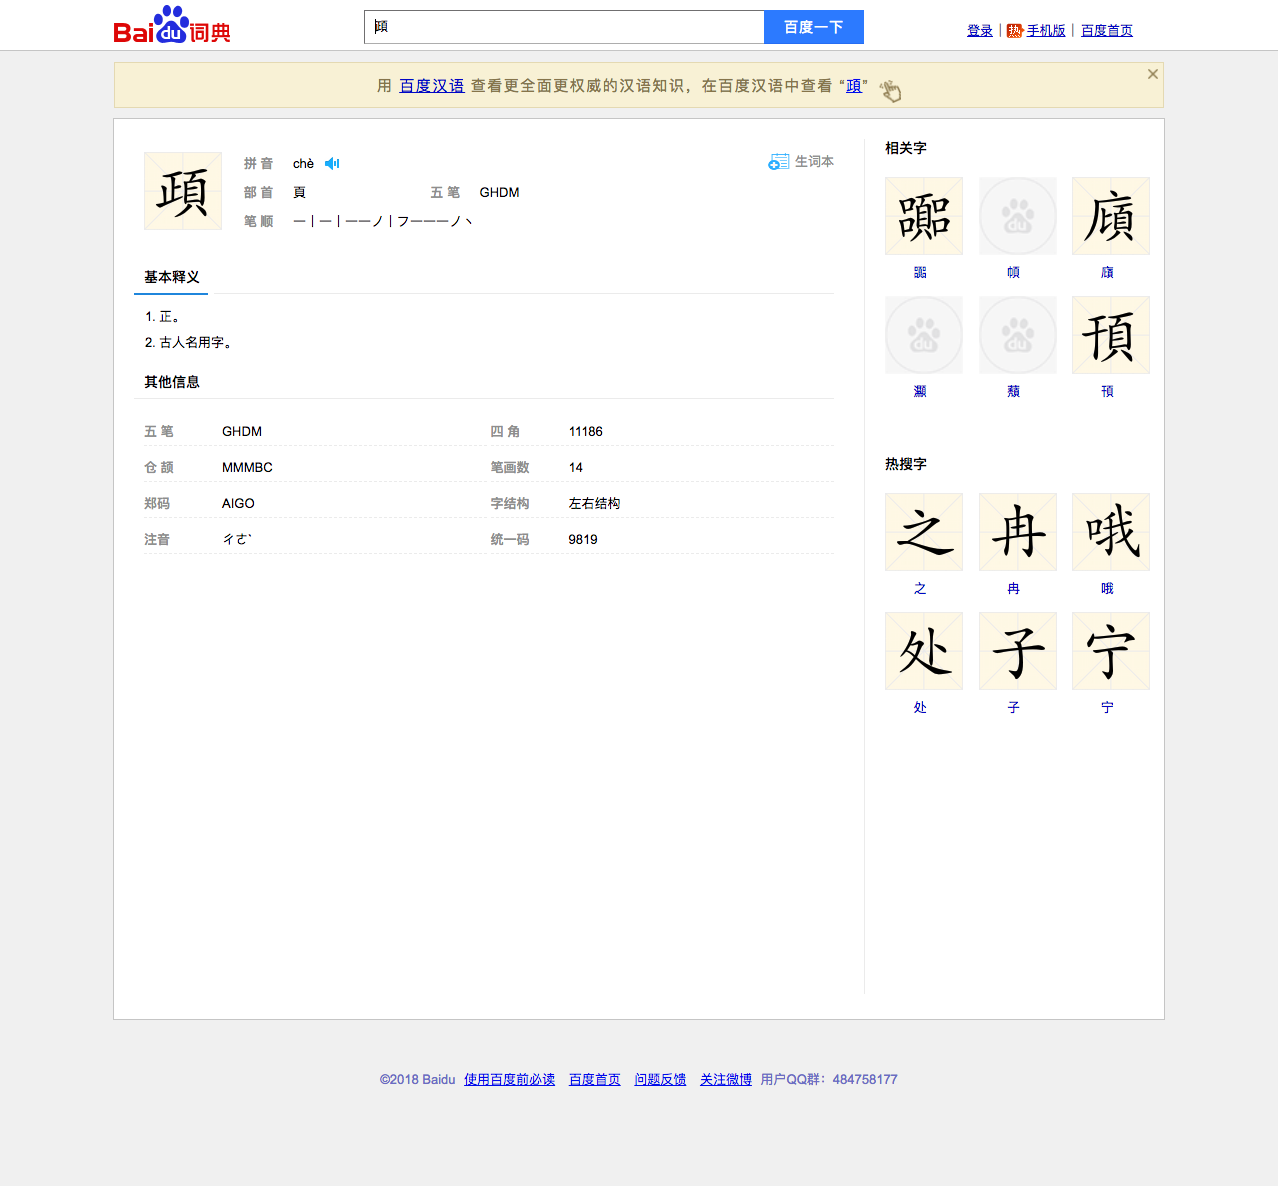 Bai du 词典
頙
百度一下
登录 | 热 手机版 | 百度首页
用 百度汉语 查看更全面更权威的汉语知识，在百度汉语中查看 “頙”
頙
拼 音 chè
生词本
部 首 頁 五 笔 GHDM
笔 顺 一丨一丨一一ノ丨フ一一一ノ丶
基本释义
1. 正。
2. 古人名用字。
其他信息
五 笔 GHDM 四 角 11186
仓 颉 MMMBC 笔画数 14
郑码 AIGO 字结构 左右结构
注音 ㄔㄜˋ 统一码 9819
相关字
热搜字
之 冉 哦
之 冉 哦
处 子 宁
处 子 宁
©2018 Baidu 使用百度前必读 百度首页 问题反馈 关注微博 用户QQ群：484758177